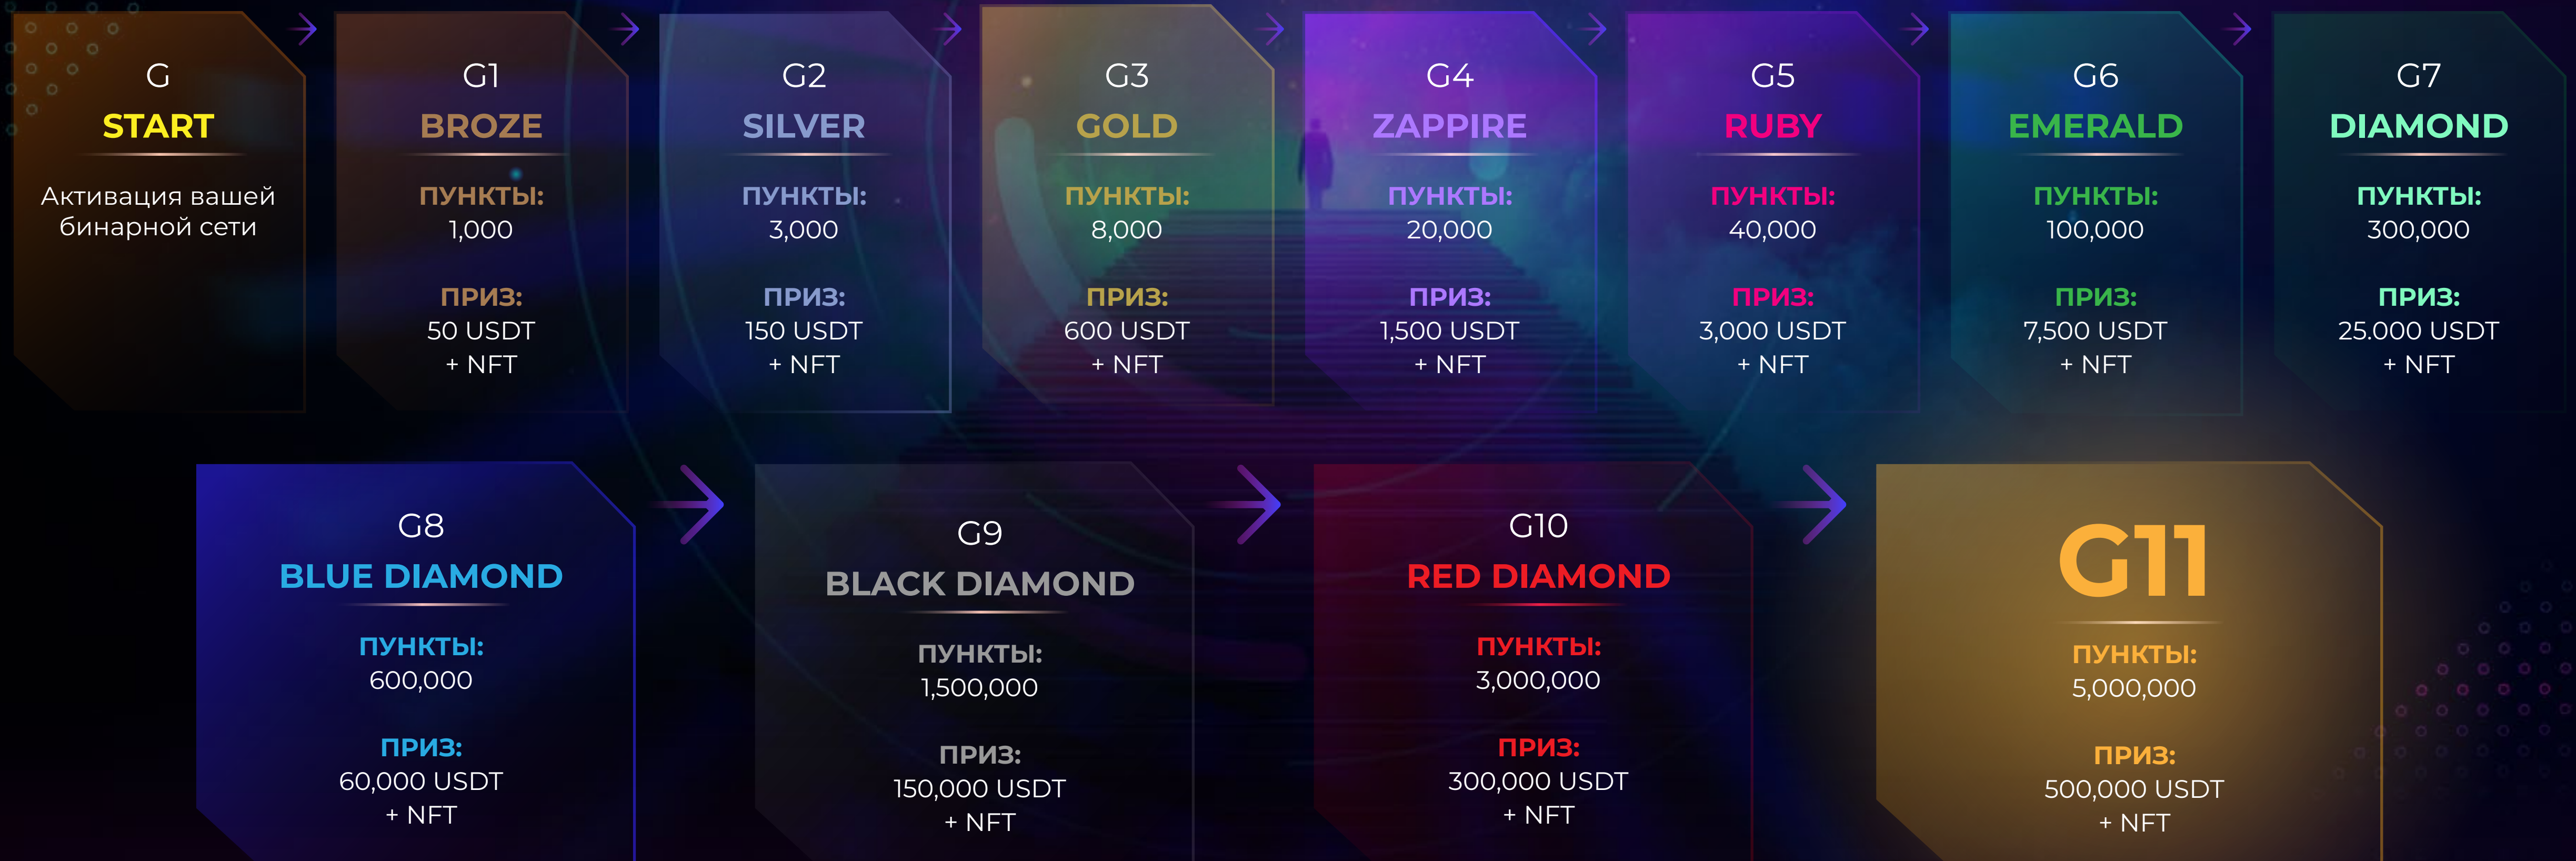 G
START
Активация вашей
бинарной сети
G1
BROZE
ПУНКТЫ:
1,000
ПРИЗ:
50 USDT
+ NFT
G2
SILVER
ПУНКТЫ:
3,000
ПРИЗ:
150 USDT
+ NFT
G3
GOLD
ПУНКТЫ:
8,000
ПРИЗ:
600 USDT
+ NFT
G4
ZAPPIRE
ПУНКТЫ:
20,000
ПРИЗ:
1,500 USDT
+ NFT
G5
RUBY
ПУНКТЫ:
40,000
ПРИЗ:
3,000 USDT
+ NFT
G6
EMERALD
ПУНКТЫ:
100,000
ПРИЗ:
7,500 USDT
+ NFT
G7
DIAMOND
ПУНКТЫ:
300,000
ПРИЗ:
25.000 USDT
+ NFT
G8
BLUE DIAMOND
ПУНКТЫ:
600,000
ПРИЗ:
60,000 USDT
+ NFT
G9
BLACK DIAMOND
ПУНКТЫ:
1,500,000
ПРИЗ:
150,000 USDT
+ NFT
G10
RED DIAMOND
ПУНКТЫ:
3,000,000
ПРИЗ:
300,000 USDT
+ NFT
G11
ПУНКТЫ:
5,000,000
ПРИЗ:
500,000 USDT
+ NFT